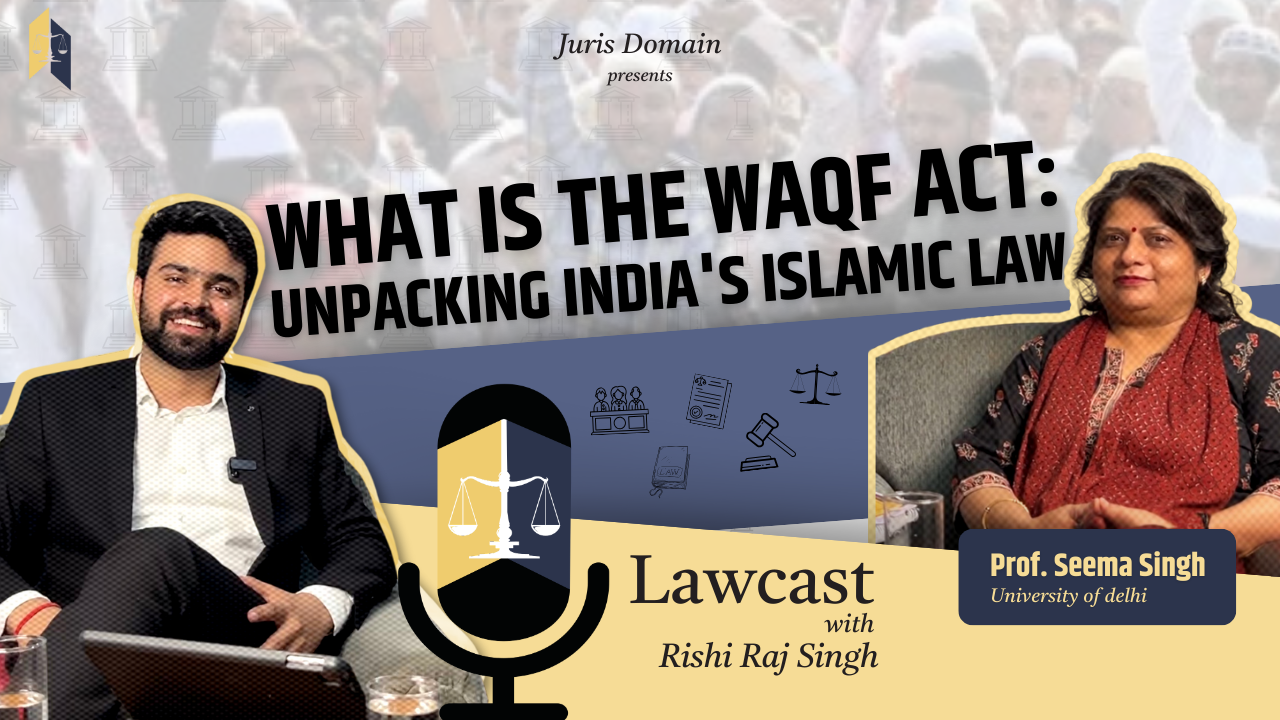 Juris Domain
presents
WHAT IS THE WAQF ACT:
UNPACKING INDIA'S ISLAMIC LAW
LAW
Lawcast
with
Rishi Raj Singh
Prof. Seema Singh
University of delhi